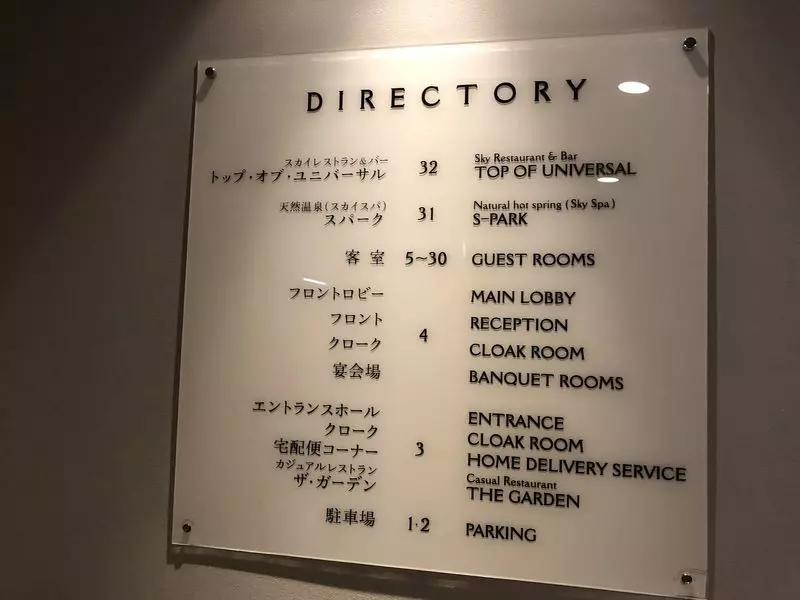 DIRECTORY
スカイレストラン&バー
トップ・オブ・ユニバーサル
32
Sky Restaurant & Bar
TOP OF UNIVERSAL
天然温泉(スカイスパ)
スパーク
31
Natural hot spring (Sky Spa)
S-PARK
客室 5~30 GUEST ROOMS
フロントロビー MAIN LOBBY
フロント RECEPTION
4
クローク CLOAK ROOM
宴会場 BANQUET ROOMS
エントランスホール ENTRANCE
クローク CLOAK ROOM
3
宅配便コーナー HOME DELIVERY SERVICE
カジュアルレストラン Casual Restaurant
ザ・ガーデン THE GARDEN
駐車場 1・2 PARKING